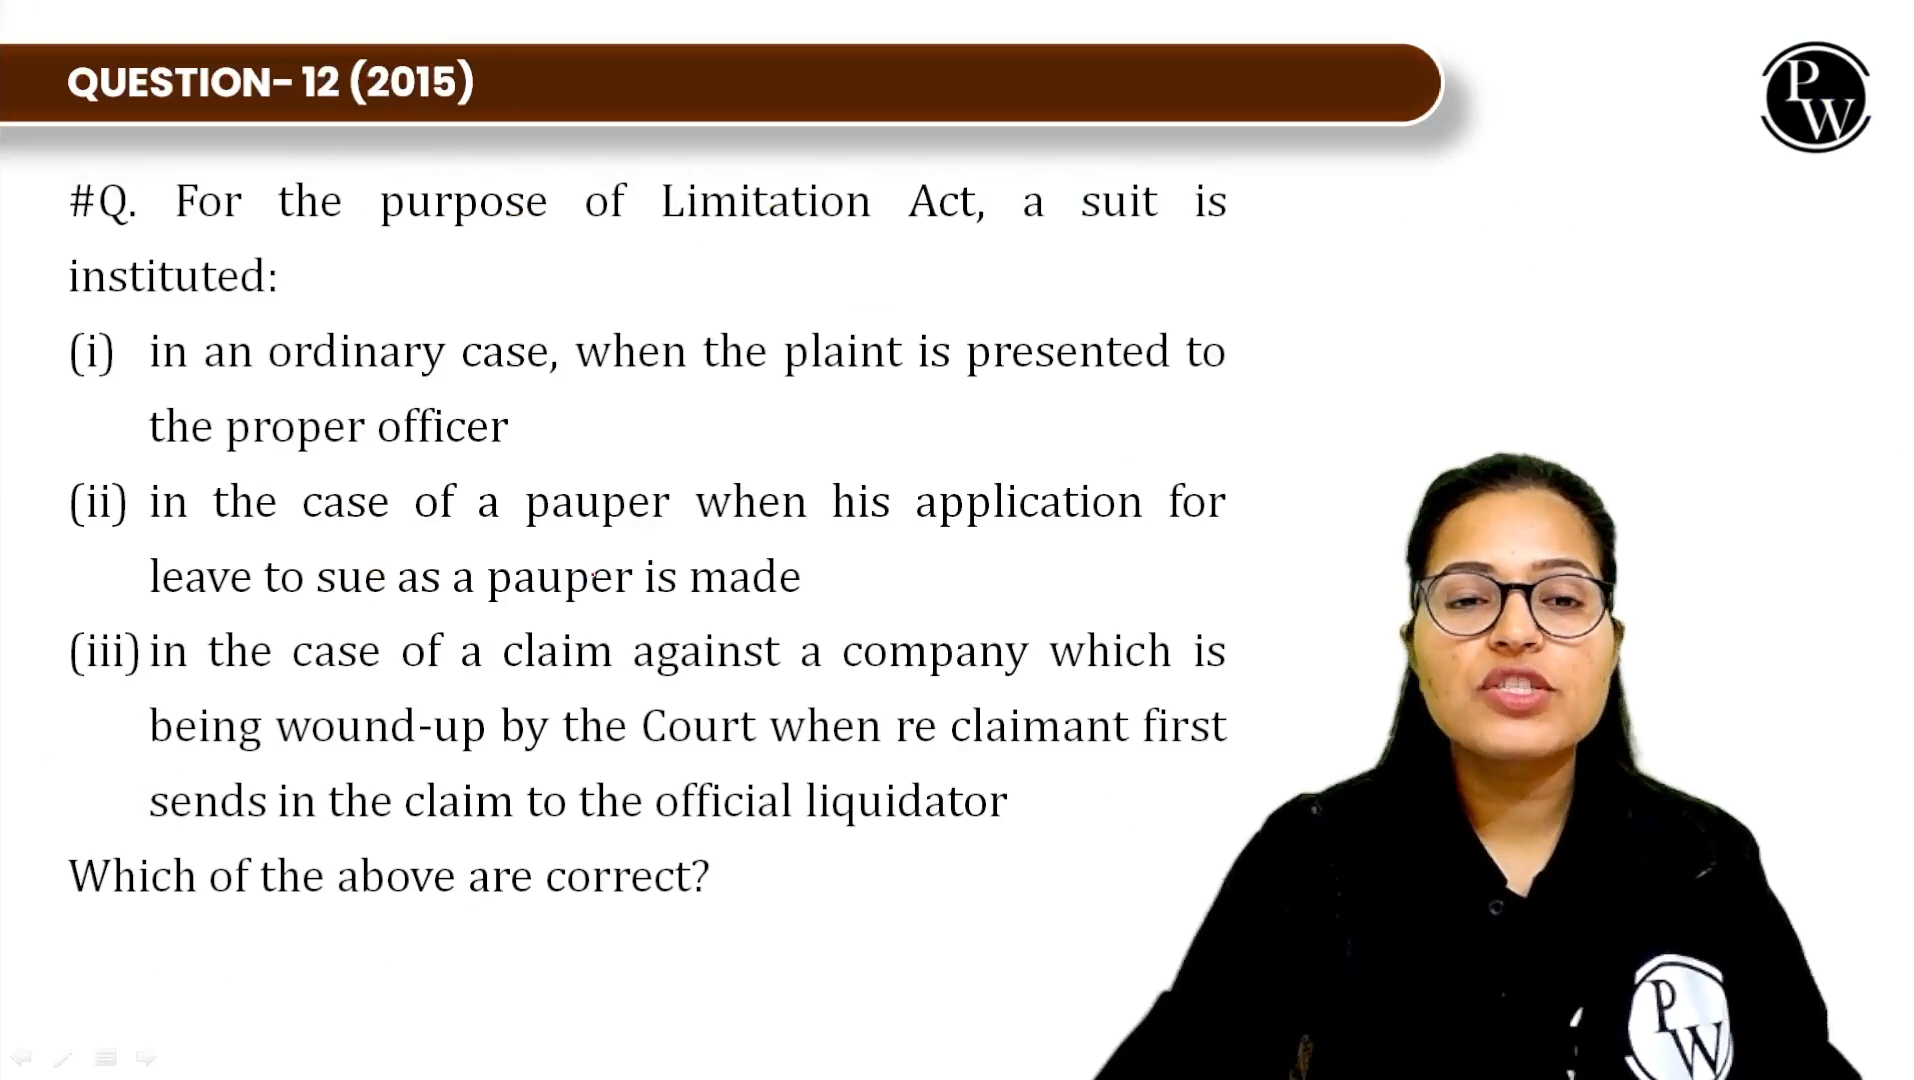 QUESTION- 12 (2015)
P
W
#Q. For the purpose of Limitation Act, a suit is
instituted:
(i) in an ordinary case, when the plaint is presented to
the proper officer
(ii) in the case of a pauper when his application for
leave to sue as a pauper is made
(iii) in the case of a claim against a company which is
being wound-up by the Court when re claimant first
sends in the claim to the official liquidator
Which of the above are correct?
P
W